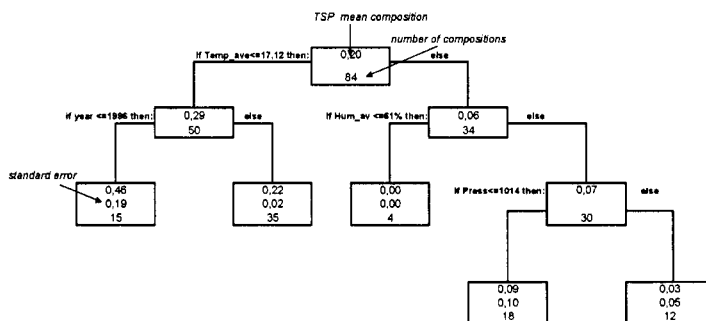 TSP mean composition
number of compositions
If Temp_ave<=17,12 then:
0,20
else
84
if year <=1986 then:
0,29
else
50
If Hum_av <=61% then:
0,06
else
34
standard error
0,46
0,19
15
0,22
0,02
35
0,00
0,00
4
If Press<=1014 then:
0,07
else
30
0,09
0,10
18
0,03
0,05
12